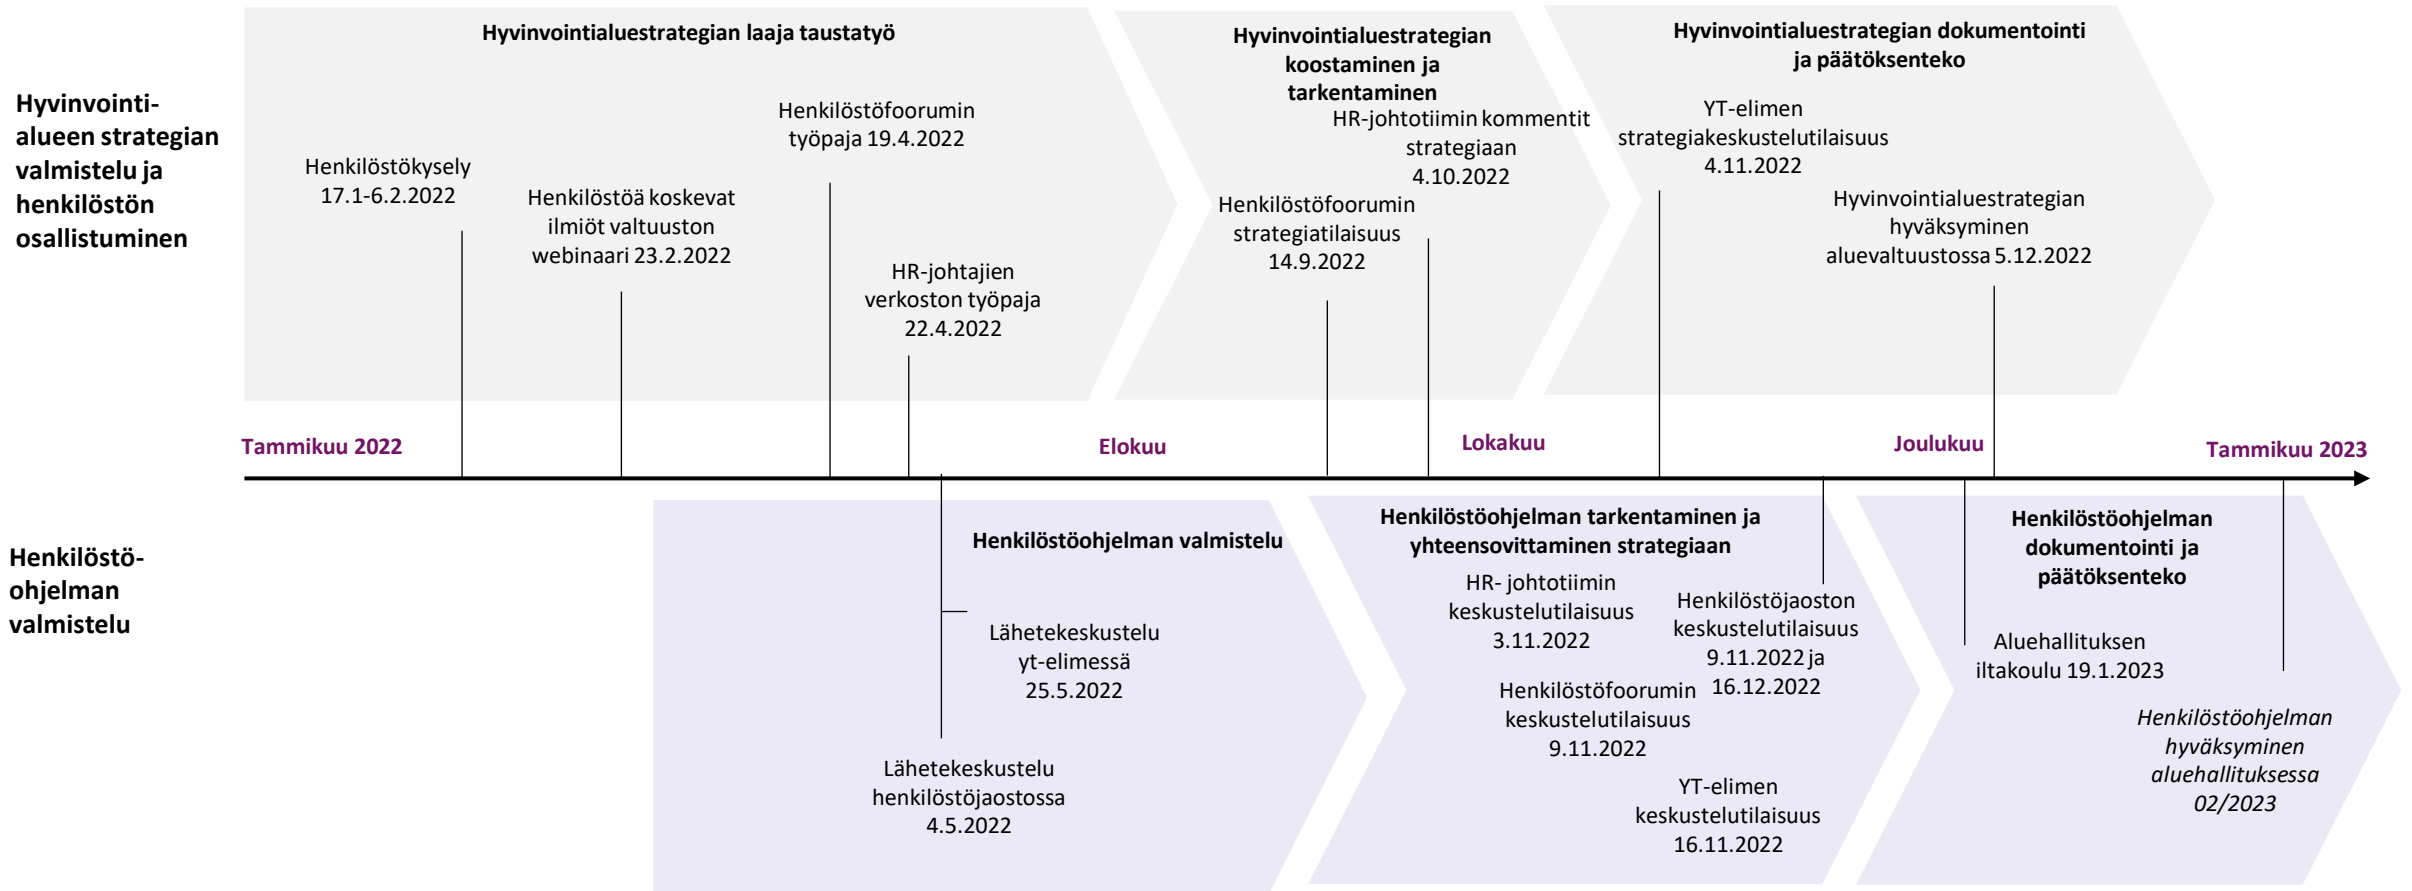 Hyvinvointi-
alueen strategian
valmistelu ja
henkilöstön
osallistuminen
Hyvinvointialuestrategian laaja taustatyö
Henkilöstökysely
17.1-6.2.2022
Henkilöstöä koskevat
ilmiöt valtuuston
webinaari 23.2.2022
Henkilöstöfoorumin
työpaja 19.4.2022
HR-johtajien
verkoston työpaja
22.4.2022
Hyvinvointialuestrategian
koostaminen ja
tarkentaminen
HR-johtotiimin kommentit
strategiaan
4.10.2022
Henkilöstöfoorumin
strategiatilaisuus
14.9.2022
Hyvinvointialuestrategian dokumentointi
ja päätöksenteko
YT-elimen
strategiakeskustelutilaisuus
4.11.2022
Hyvinvointialuestrategian
hyväksyminen
aluevaltuustossa 5.12.2022
Tammikuu 2022
Elokuu
Lokakuu
Joulukuu
Tammikuu 2023
Henkilöstö-
ohjelman
valmistelu
Henkilöstöohjelman valmistelu
Lähetekeskustelu
yt-elimessä
25.5.2022
Lähetekeskustelu
henkilöstöjaostossa
4.5.2022
Henkilöstöohjelman tarkentaminen ja
yhteensovittaminen strategiaan
HR- johtotiimin
keskustelutilaisuus
3.11.2022
Henkilöstöjaoston
keskustelutilaisuus
9.11.2022 ja
16.12.2022
Henkilöstöfoorumin
keskustelutilaisuus
9.11.2022
YT-elimen
keskustelutilaisuus
16.11.2022
Henkilöstöohjelman
dokumentointi ja
päätöksenteko
Aluehallituksen
iltakoulu 19.1.2023
Henkilöstöohjelman
hyväksyminen
aluehallituksessa
02/2023